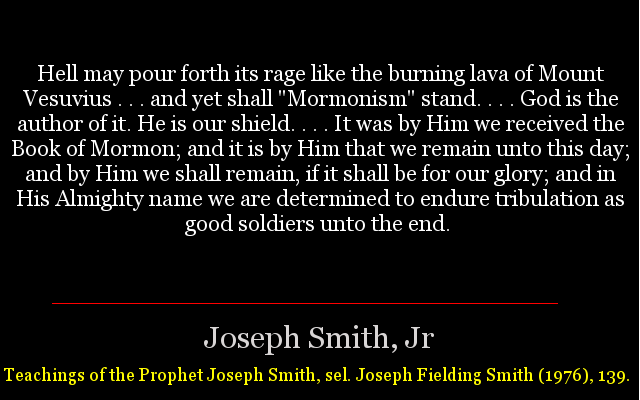 Hell may pour forth its rage like the burning lava of Mount
Vesuvius . . . and yet shall "Mormonism" stand. . . . God is the
author of it. He is our shield. . . . It was by Him we received the
Book of Mormon; and it is by Him that we remain unto this day;
and by Him we shall remain, if it shall be for our glory; and in
His Almighty name we are determined to endure tribulation as
good soldiers unto the end.
Joseph Smith, Jr
Teachings of the Prophet Joseph Smith, sel. Joseph Fielding Smith (1976), 139.